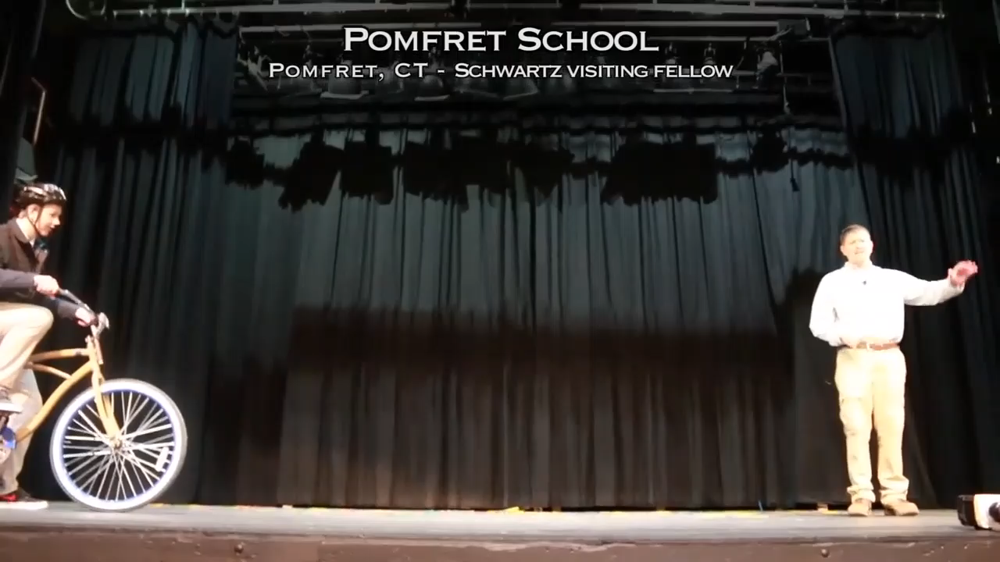 POMFRET SCHOOL
POMFRET, CT - SCHWARTZ VISITING FELLOW